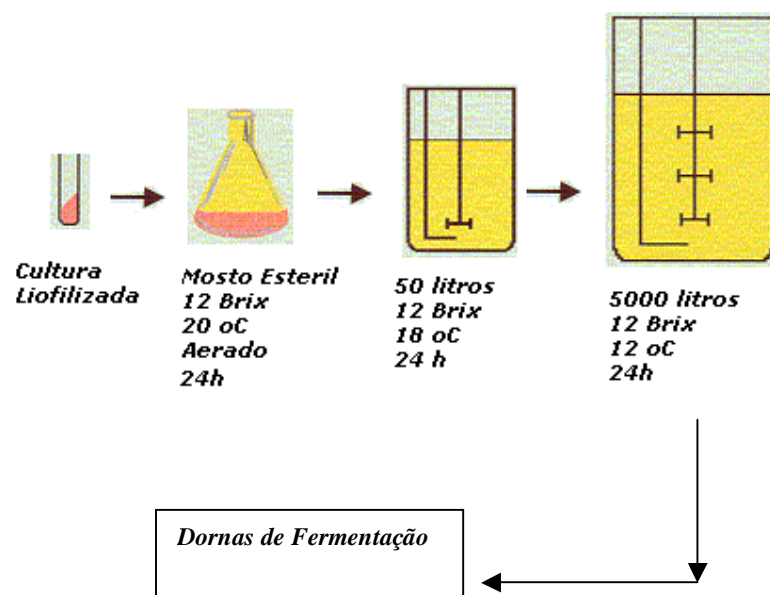 Cultura
Liofilizada
Mosto Esteril
12 Brix
20 oC
Aerado
24h
50 litros
12 Brix
18 oC
24 h
5000 litros
12 Brix
12 oC
24h
Dornas de Fermentação